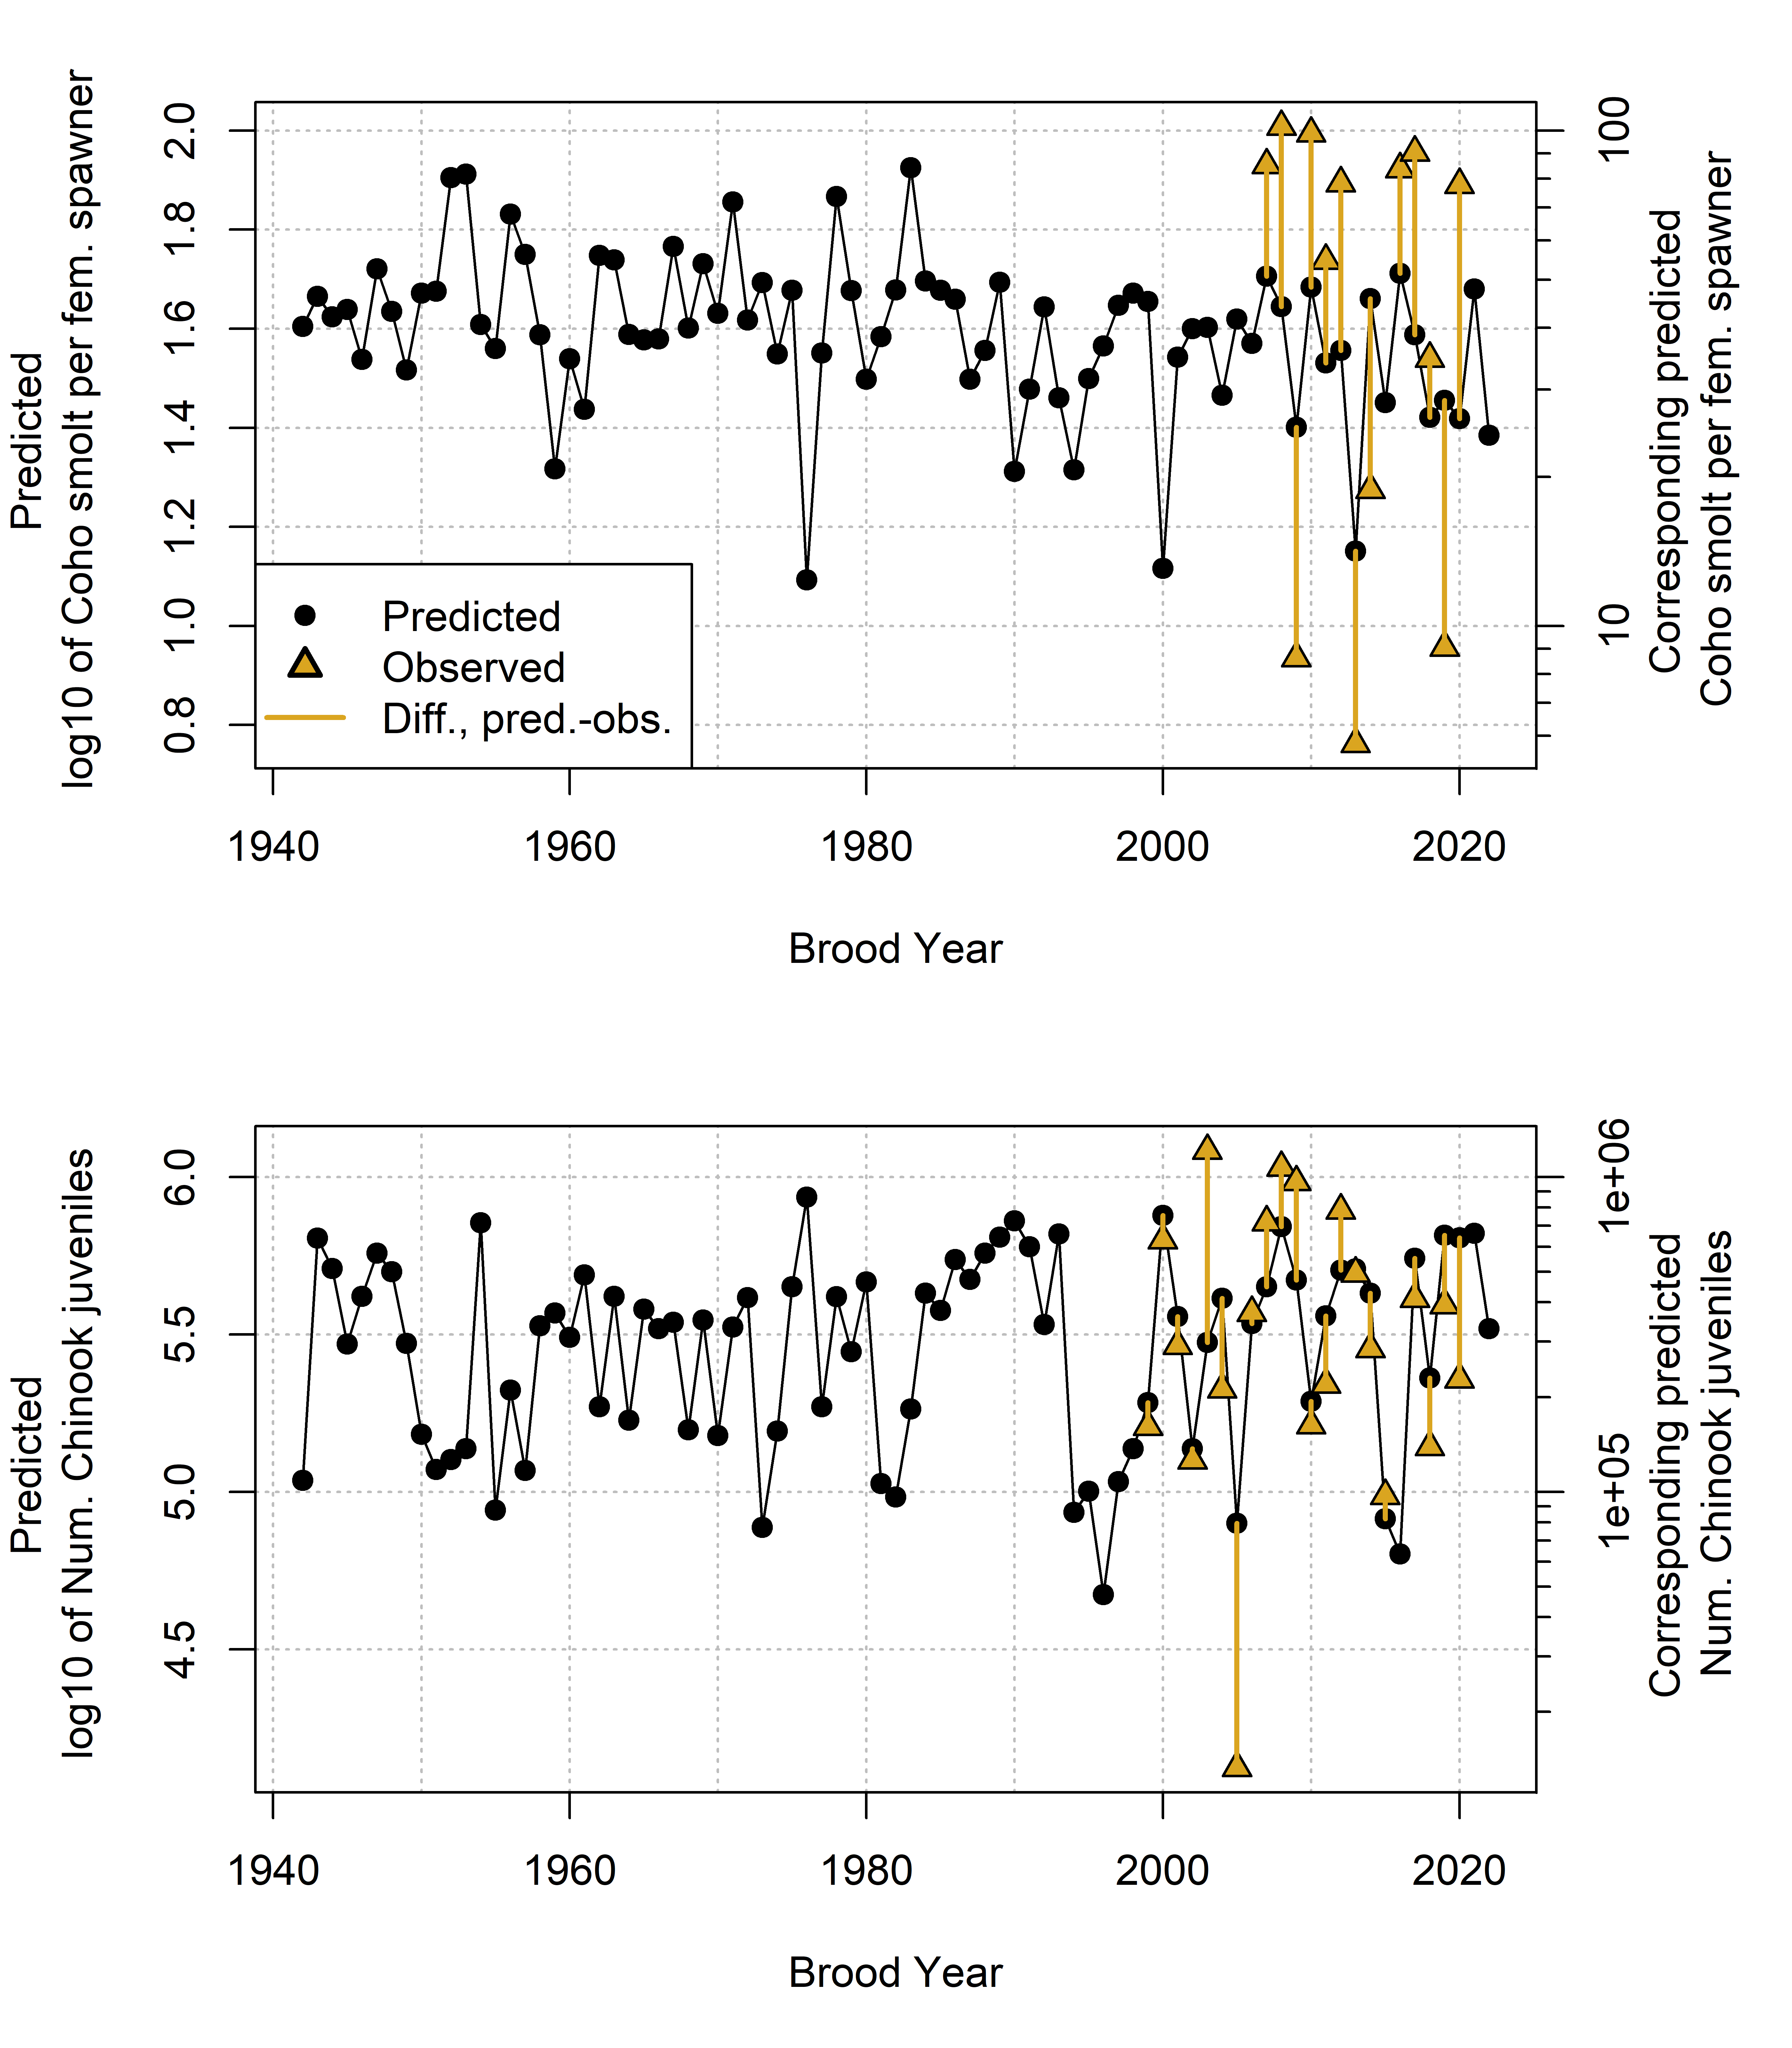 Predicted
log10 of Coho smolt per fem. spawner
2.0
1.8
1.6
1.4
1.2
1.0
0.8
100
10
Corresponding predicted
Coho smolt per fem. spawner
Predicted
Observed
Diff., pred.-obs.
1940 1960 1980 2000 2020
Brood Year
Predicted
log10 of Num. Chinook juveniles
6.0
5.5
5.0
4.5
1e+06
1e+05
Corresponding predicted
Num. Chinook juveniles
1940 1960 1980 2000 2020
Brood Year